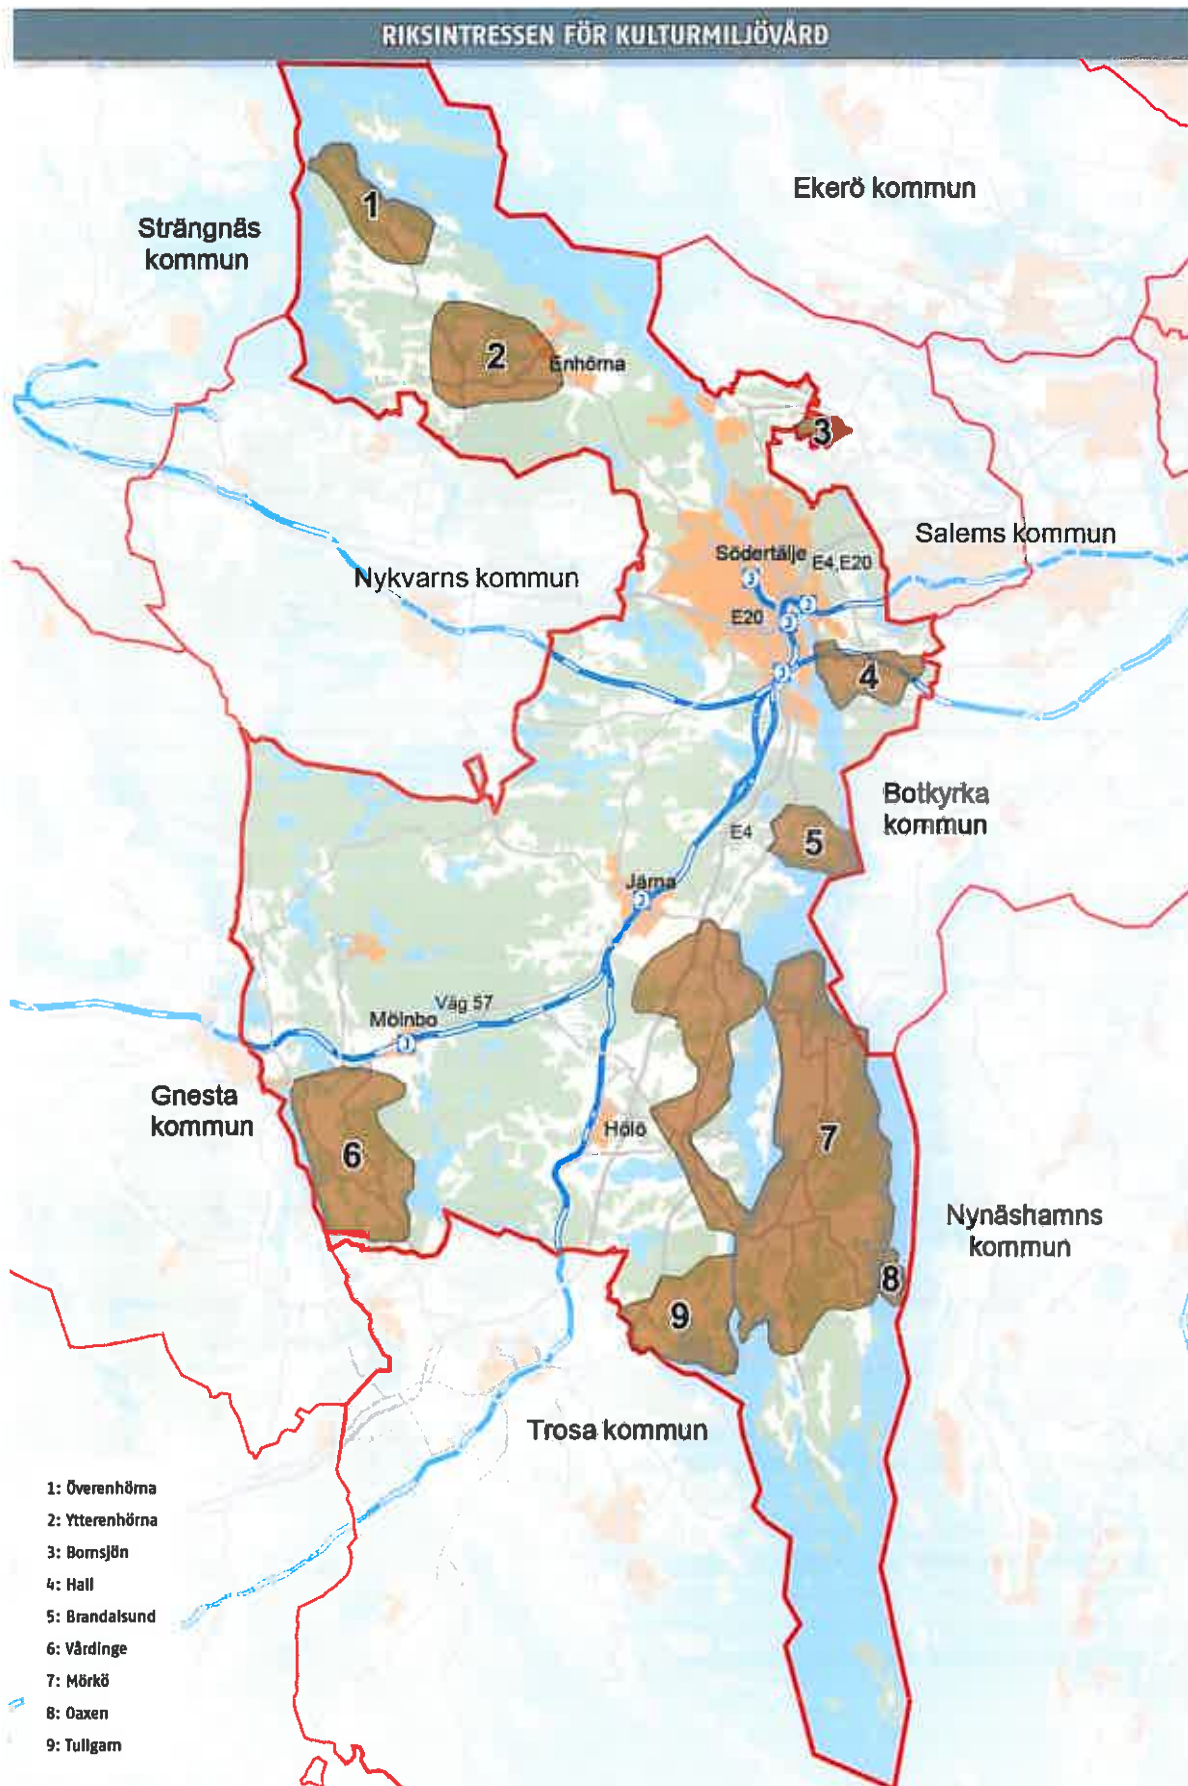 RIKSINTRESSEN FÖR KULTURMILJÖVÅRD
Ekerö kommun
Strängnäs
kommun
1
2
Enhörna
3
Salems kommun
Södertälje
E4,E20
Nykvarns kommun
E20
4
Botkyrka
kommun
E4
5
Järna
Väg 57
Mölnbo
Gnesta
kommun
Hölö
7
6
Nynäshamns
kommun
8
9
Trosa kommun
1: Överenhörna
2: Ytterenhörna
3: Bornsjön
4: Hall
5: Brandalsund
6: Vårdinge
7: Mörkö
8: Oaxen
9: Tullgarn